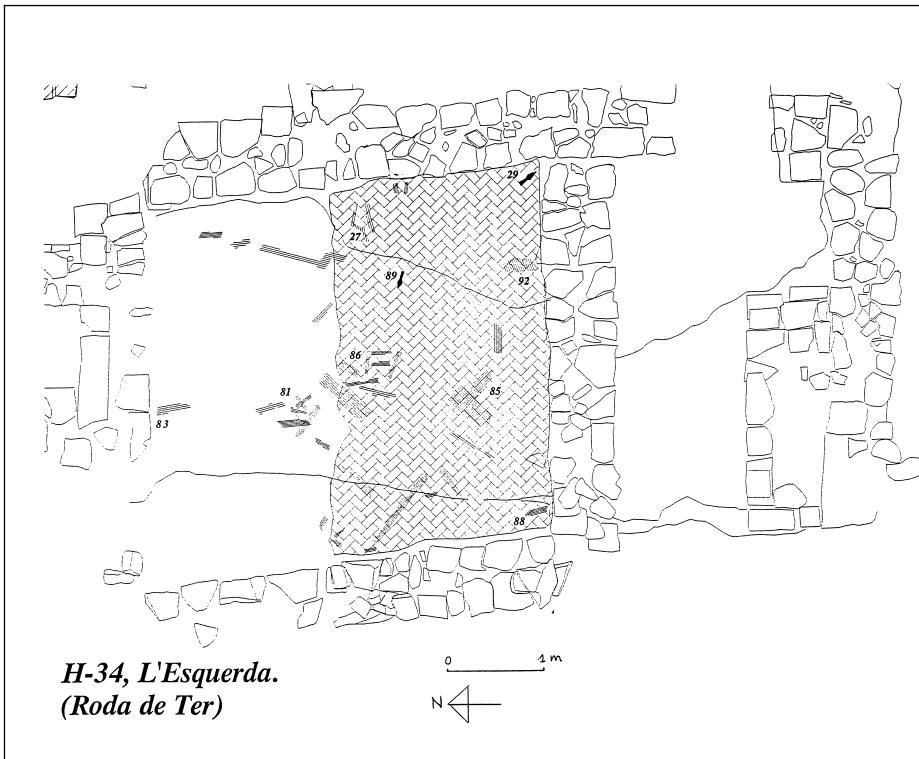 29
27
89
92
86
81
85
83
88
H-34, L'Esquerda.
(Roda de Ter)
0 1 m
N